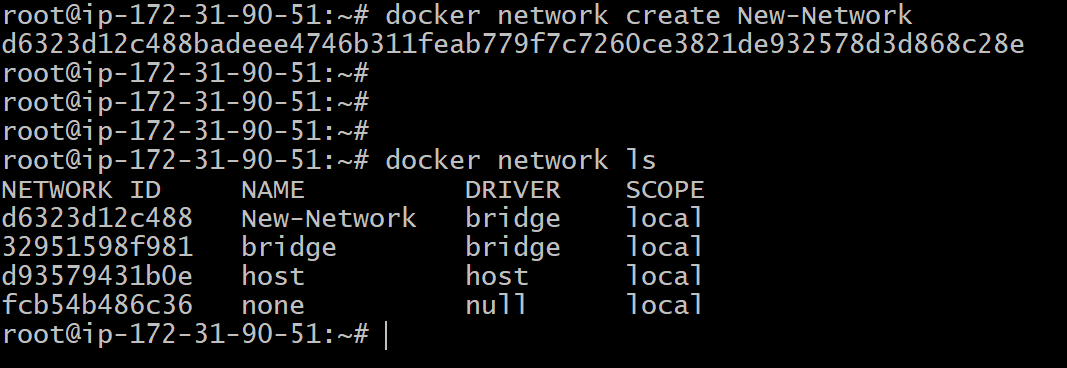 root@ip-172-31-90-51:~# docker network create New-Network
d6323d12c488badeee4746b311feab779f7c7260ce3821de932578d3d868c28e
root@ip-172-31-90-51:~#
root@ip-172-31-90-51:~#
root@ip-172-31-90-51:~#
root@ip-172-31-90-51:~# docker network ls
NETWORK ID     NAME          DRIVER    SCOPE
d6323d12c488   New-Network   bridge    local
32951598f981   bridge        bridge    local
d93579431b0e   host          host      local
fcb54b486c36   none          null      local
root@ip-172-31-90-51:~#